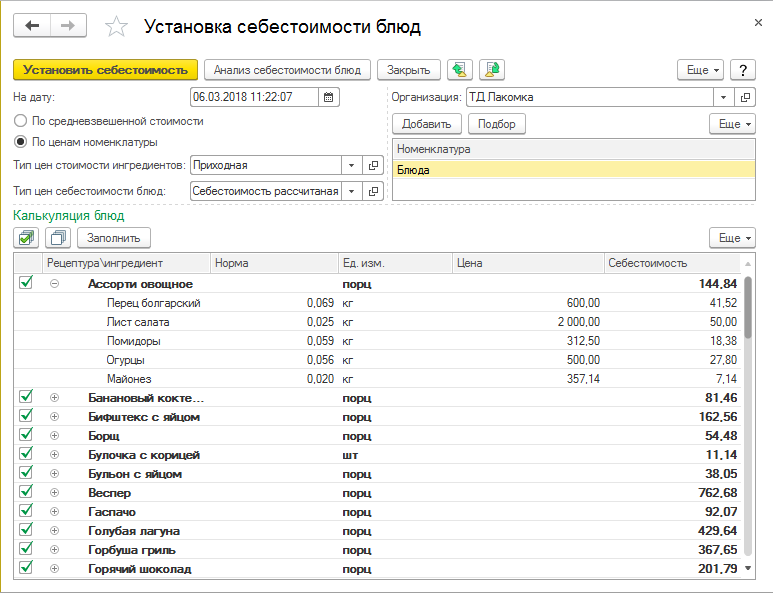 Установка себестоимости блюд
Установить себестоимость Анализ себестоимости блюд Закрыть Еще ?
На дату: 06.03.2018 11:22:07 Организация: ТД Лакомка
По средневзвешенной стоимости Добавить Подбор Еще
По ценам номенклатуры Номенклатура
Тип цен стоимости ингредиентов: Приходная Блюда
Тип цен себестоимости блюд: Себестоимость рассчитаная
Калькуляция блюд
Заполнить Еще
Рецептура\ингредиент Норма Ед. изм. Цена Себестоимость
Ассорти овощное порц 144,84
Перец болгарский 0,069 кг 600,00 41,52
Лист салата 0,025 кг 2 000,00 50,00
Помидоры 0,059 кг 312,50 18,38
Огурцы 0,056 кг 500,00 27,80
Майонез 0,020 кг 357,14 7,14
Банановый кокте... порц 81,46
Бифштекс с яйцом порц 162,56
Борщ порц 54,48
Булочка с корицей шт 11,14
Бульон с яйцом порц 38,05
Веспер порц 762,68
Гаспачо порц 92,07
Голубая лагуна порц 429,64
Горбуша гриль порц 367,65
Горячий шоколад порц 201,79